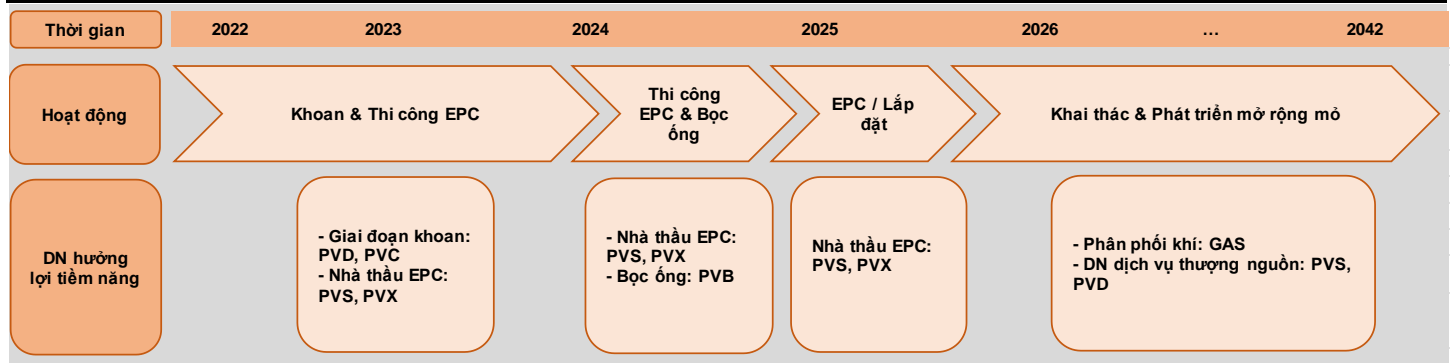 Thời gian
2022 2023 2024 2025 2026 ... 2042
Hoạt động
Khoan & Thi công EPC
Thi công
EPC & Bọc
ống
EPC / Lắp
đặt
Khai thác & Phát triển mở rộng mỏ
DN hưởng
lợi tiềm năng
- Giai đoạn khoan:
PVD, PVC
- Nhà thầu EPC:
PVS, PVX
- Nhà thầu EPC:
PVS, PVX
- Bọc ống: PVB
Nhà thầu EPC:
PVS, PVX
- Phân phối khí: GAS
- DN dịch vụ thượng nguồn: PVS,
PVD